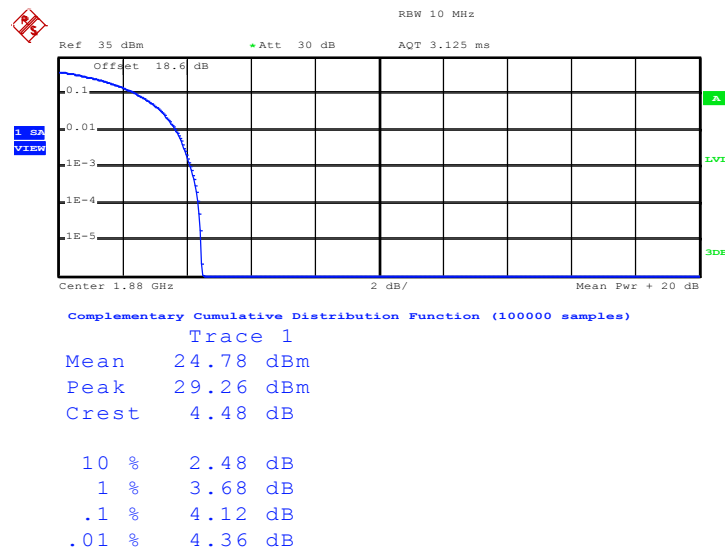 RBW 10 MHz
Ref 35 dBm * Att 30 dB AQT 3.125 ms
Offset 18.6 dB
0.1
A
0.01
1 SA
VIEW
1E-3
LVI
1E-4
1E-5
3DB
Center 1.88 GHz 2 dB/ Mean Pwr + 20 dB
Complementary Cumulative Distribution Function (100000 samples)
Trace 1
Mean 24.78 dBm
Peak 29.26 dBm
Crest 4.48 dB
10 % 2.48 dB
1 % 3.68 dB
.1 % 4.12 dB
.01 % 4.36 dB